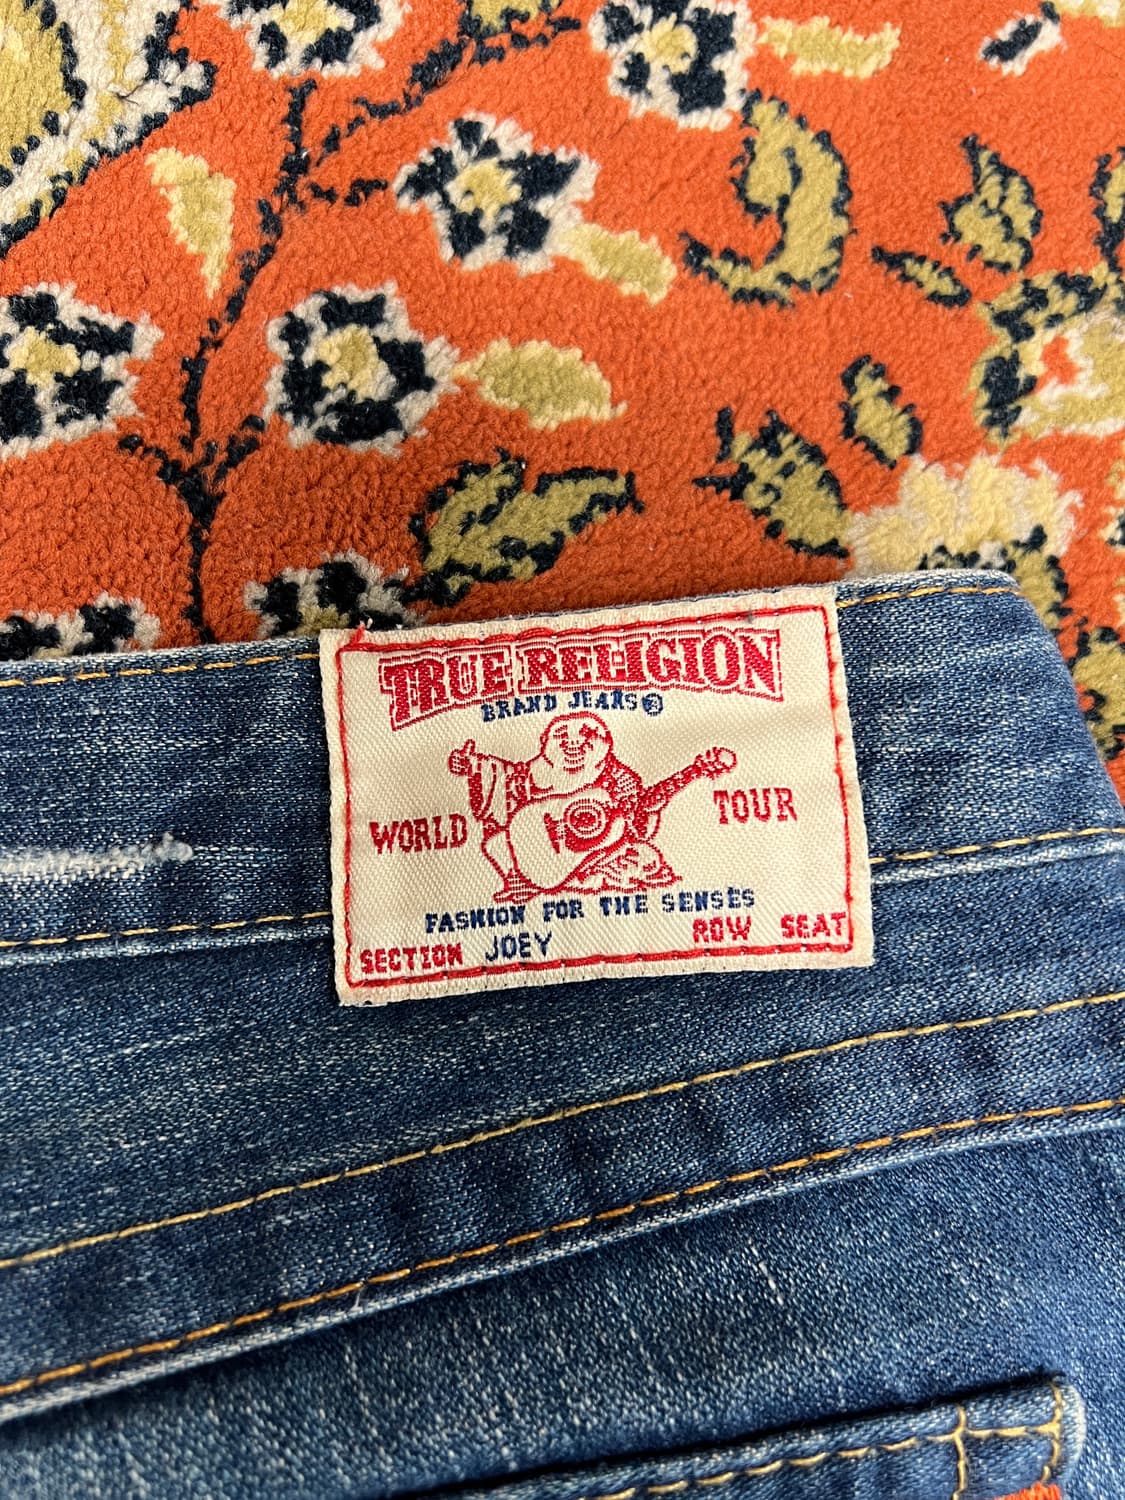 TRUE RELIGION
BRAND JEANS®
WORLD TOUR
FASHION FOR THE SENSES
SECTION JOEY ROW SEAT